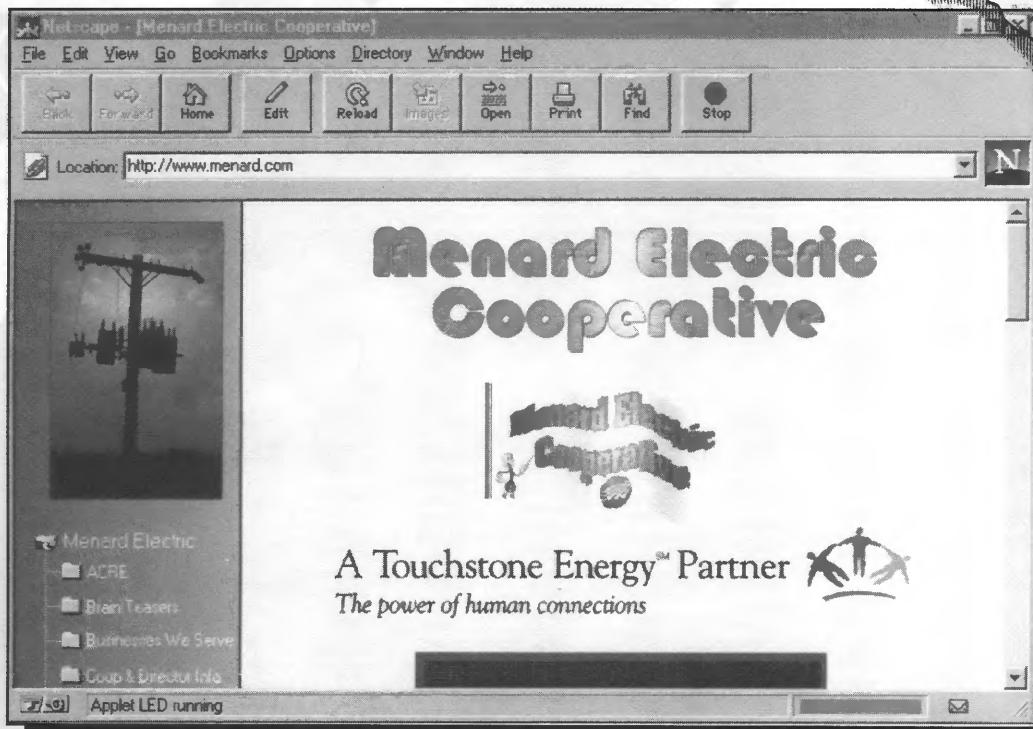 Netscape - [Menard Electric Cooperative]
File Edit View Go Bookmarks Options Directory Window Help
Back Forward Home Edit Reload Images Open Print Find Stop
Location: http://www.menard.com
N
Menard Electric
Cooperative
Menard Electric
Cooperative
A Touchstone Energy℠ Partner
The power of human connections
Menard Electric
ACRE
Brain Teasers
Businesses We Serve
Coop & Director Info
Applet LED running